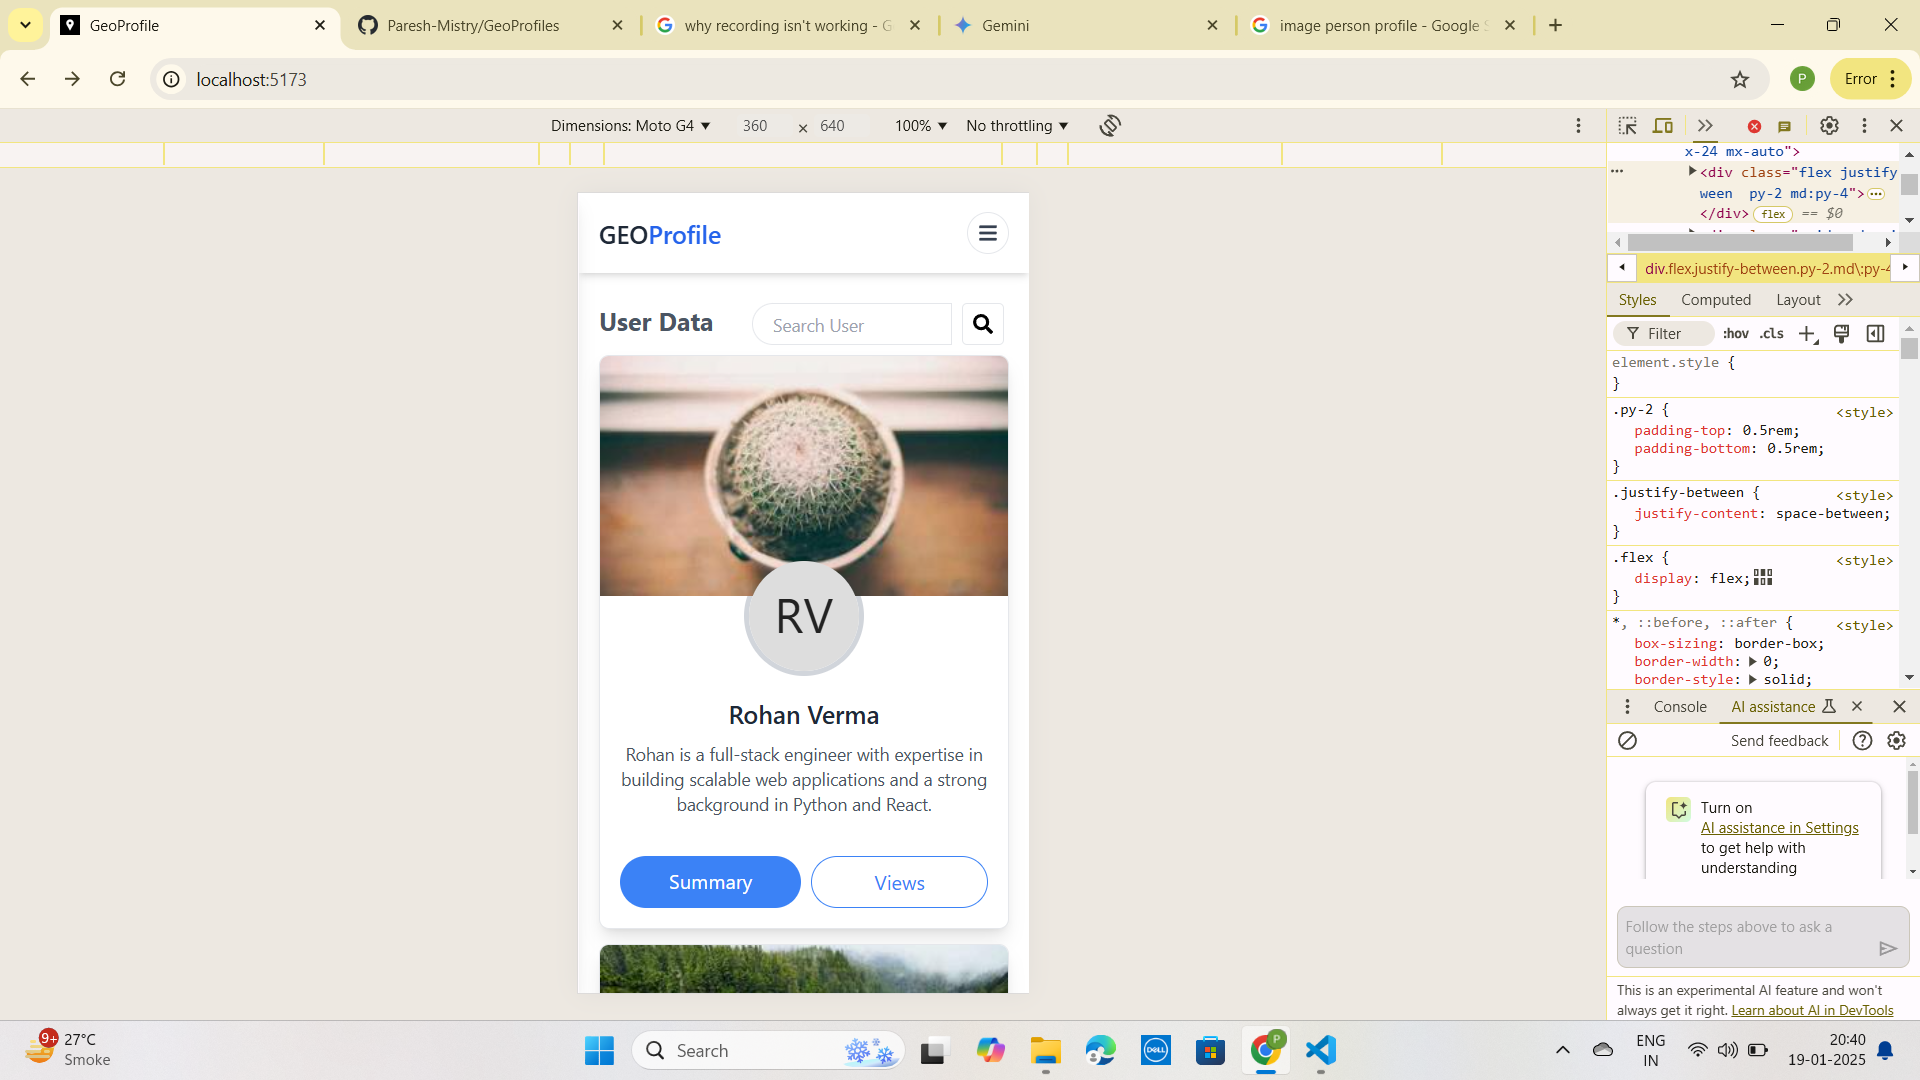 GeoProfile
Paresh-Mistry/GeoProfiles
why recording isn't working - G
Gemini
image person profile - Google S
localhost:5173
P
Error
Dimensions: Moto G4
360
×
640
100%
No throttling
x-24 mx-auto">
<div class="flex justify
ween  py-2 md:py-4">
</div> flex == $0
div.flex.justify-between.py-2.md\:py-4
Styles
Computed
Layout
Filter
:hov
.cls
element.style {
}
.py-2 {
<style>
padding-top: 0.5rem;
padding-bottom: 0.5rem;
}
.justify-between {
<style>
justify-content: space-between;
}
.flex {
<style>
display: flex;
}
*, ::before, ::after {
<style>
box-sizing: border-box;
border-width: 0;
border-style: solid;
Console
AI assistance
Send feedback
Turn on
AI assistance in Settings
to get help with
understanding
Follow the steps above to ask a
question
This is an experimental AI feature and won't
always get it right. Learn about AI in DevTools
GEOProfile
User Data
Search User
RV
Rohan Verma
Rohan is a full-stack engineer with expertise in
building scalable web applications and a strong
background in Python and React.
Summary
Views
9+
27°C
Smoke
Search
DELL
P
ENG
IN
20:40
19-01-2025